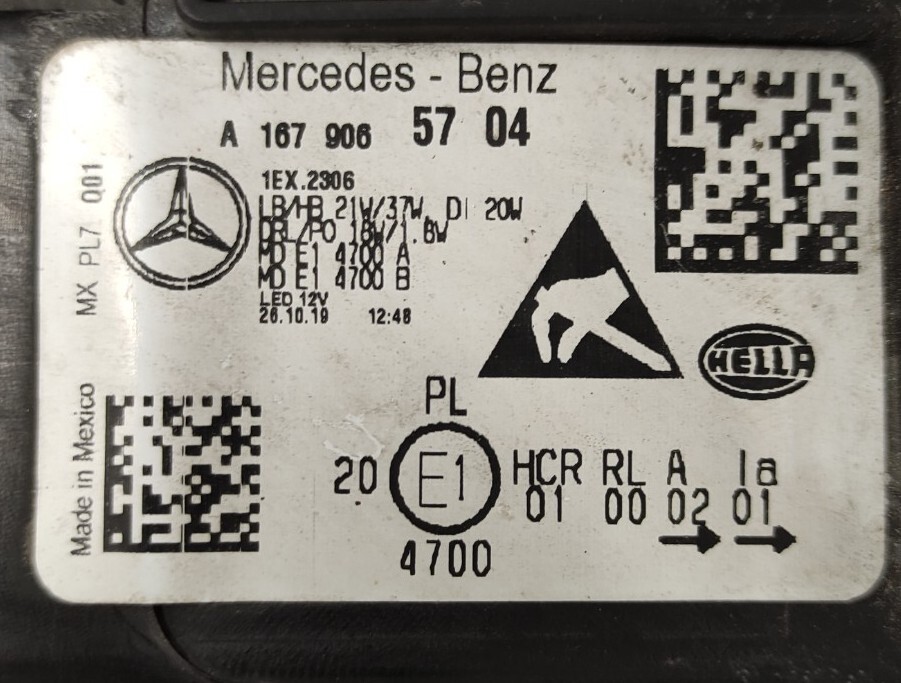 Mercedes - Benz
A 167 906 57 04
1EX.2306
LB/HB 21W/37W, DI 20W
DRL/PO 18W/1.8W
MD E1 4700 A
MD E1 4700 B
LED 12V
26.10.19 12:48
MX PL7 001
Made in Mexico
HELLA
PL
20 E1 HCR RL A Ia
01 00 02 01
4700